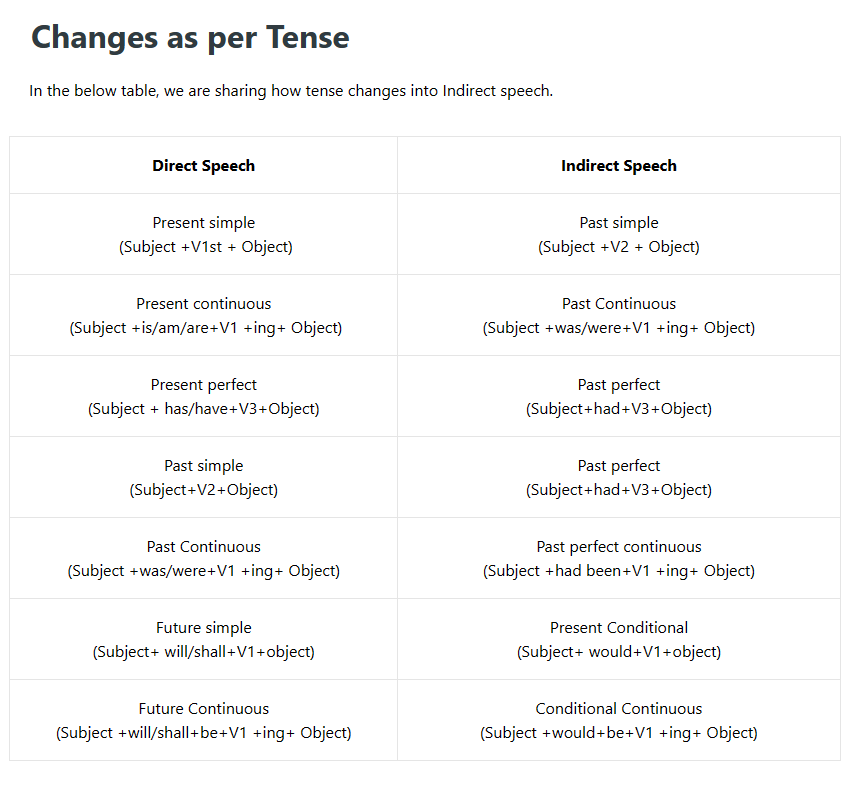 Changes as per Tense
In the below table, we are sharing how tense changes into Indirect speech.
Direct Speech
Indirect Speech
Present simple
(Subject +V1st + Object)
Past simple
(Subject +V2 + Object)
Present continuous
(Subject +is/am/are+V1 +ing+ Object)
Past Continuous
(Subject +was/were+V1 +ing+ Object)
Present perfect
(Subject + has/have+V3+Object)
Past perfect
(Subject+had+V3+Object)
Past simple
(Subject+V2+Object)
Past perfect
(Subject+had+V3+Object)
Past Continuous
(Subject +was/were+V1 +ing+ Object)
Past perfect continuous
(Subject +had been+V1 +ing+ Object)
Future simple
(Subject+ will/shall+V1+object)
Present Conditional
(Subject+ would+V1+object)
Future Continuous
(Subject +will/shall+be+V1 +ing+ Object)
Conditional Continuous
(Subject +would+be+V1 +ing+ Object)